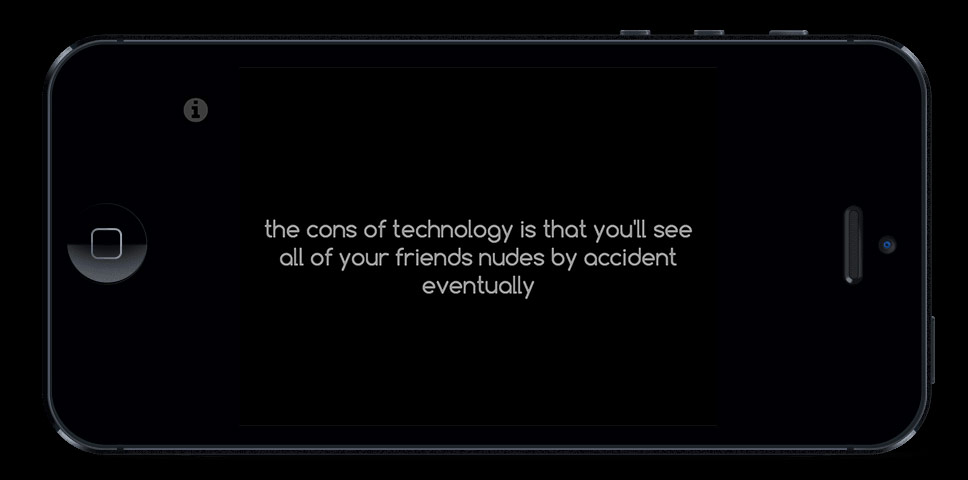 the cons of technology is that you'll see
all of your friends nudes by accident
eventually